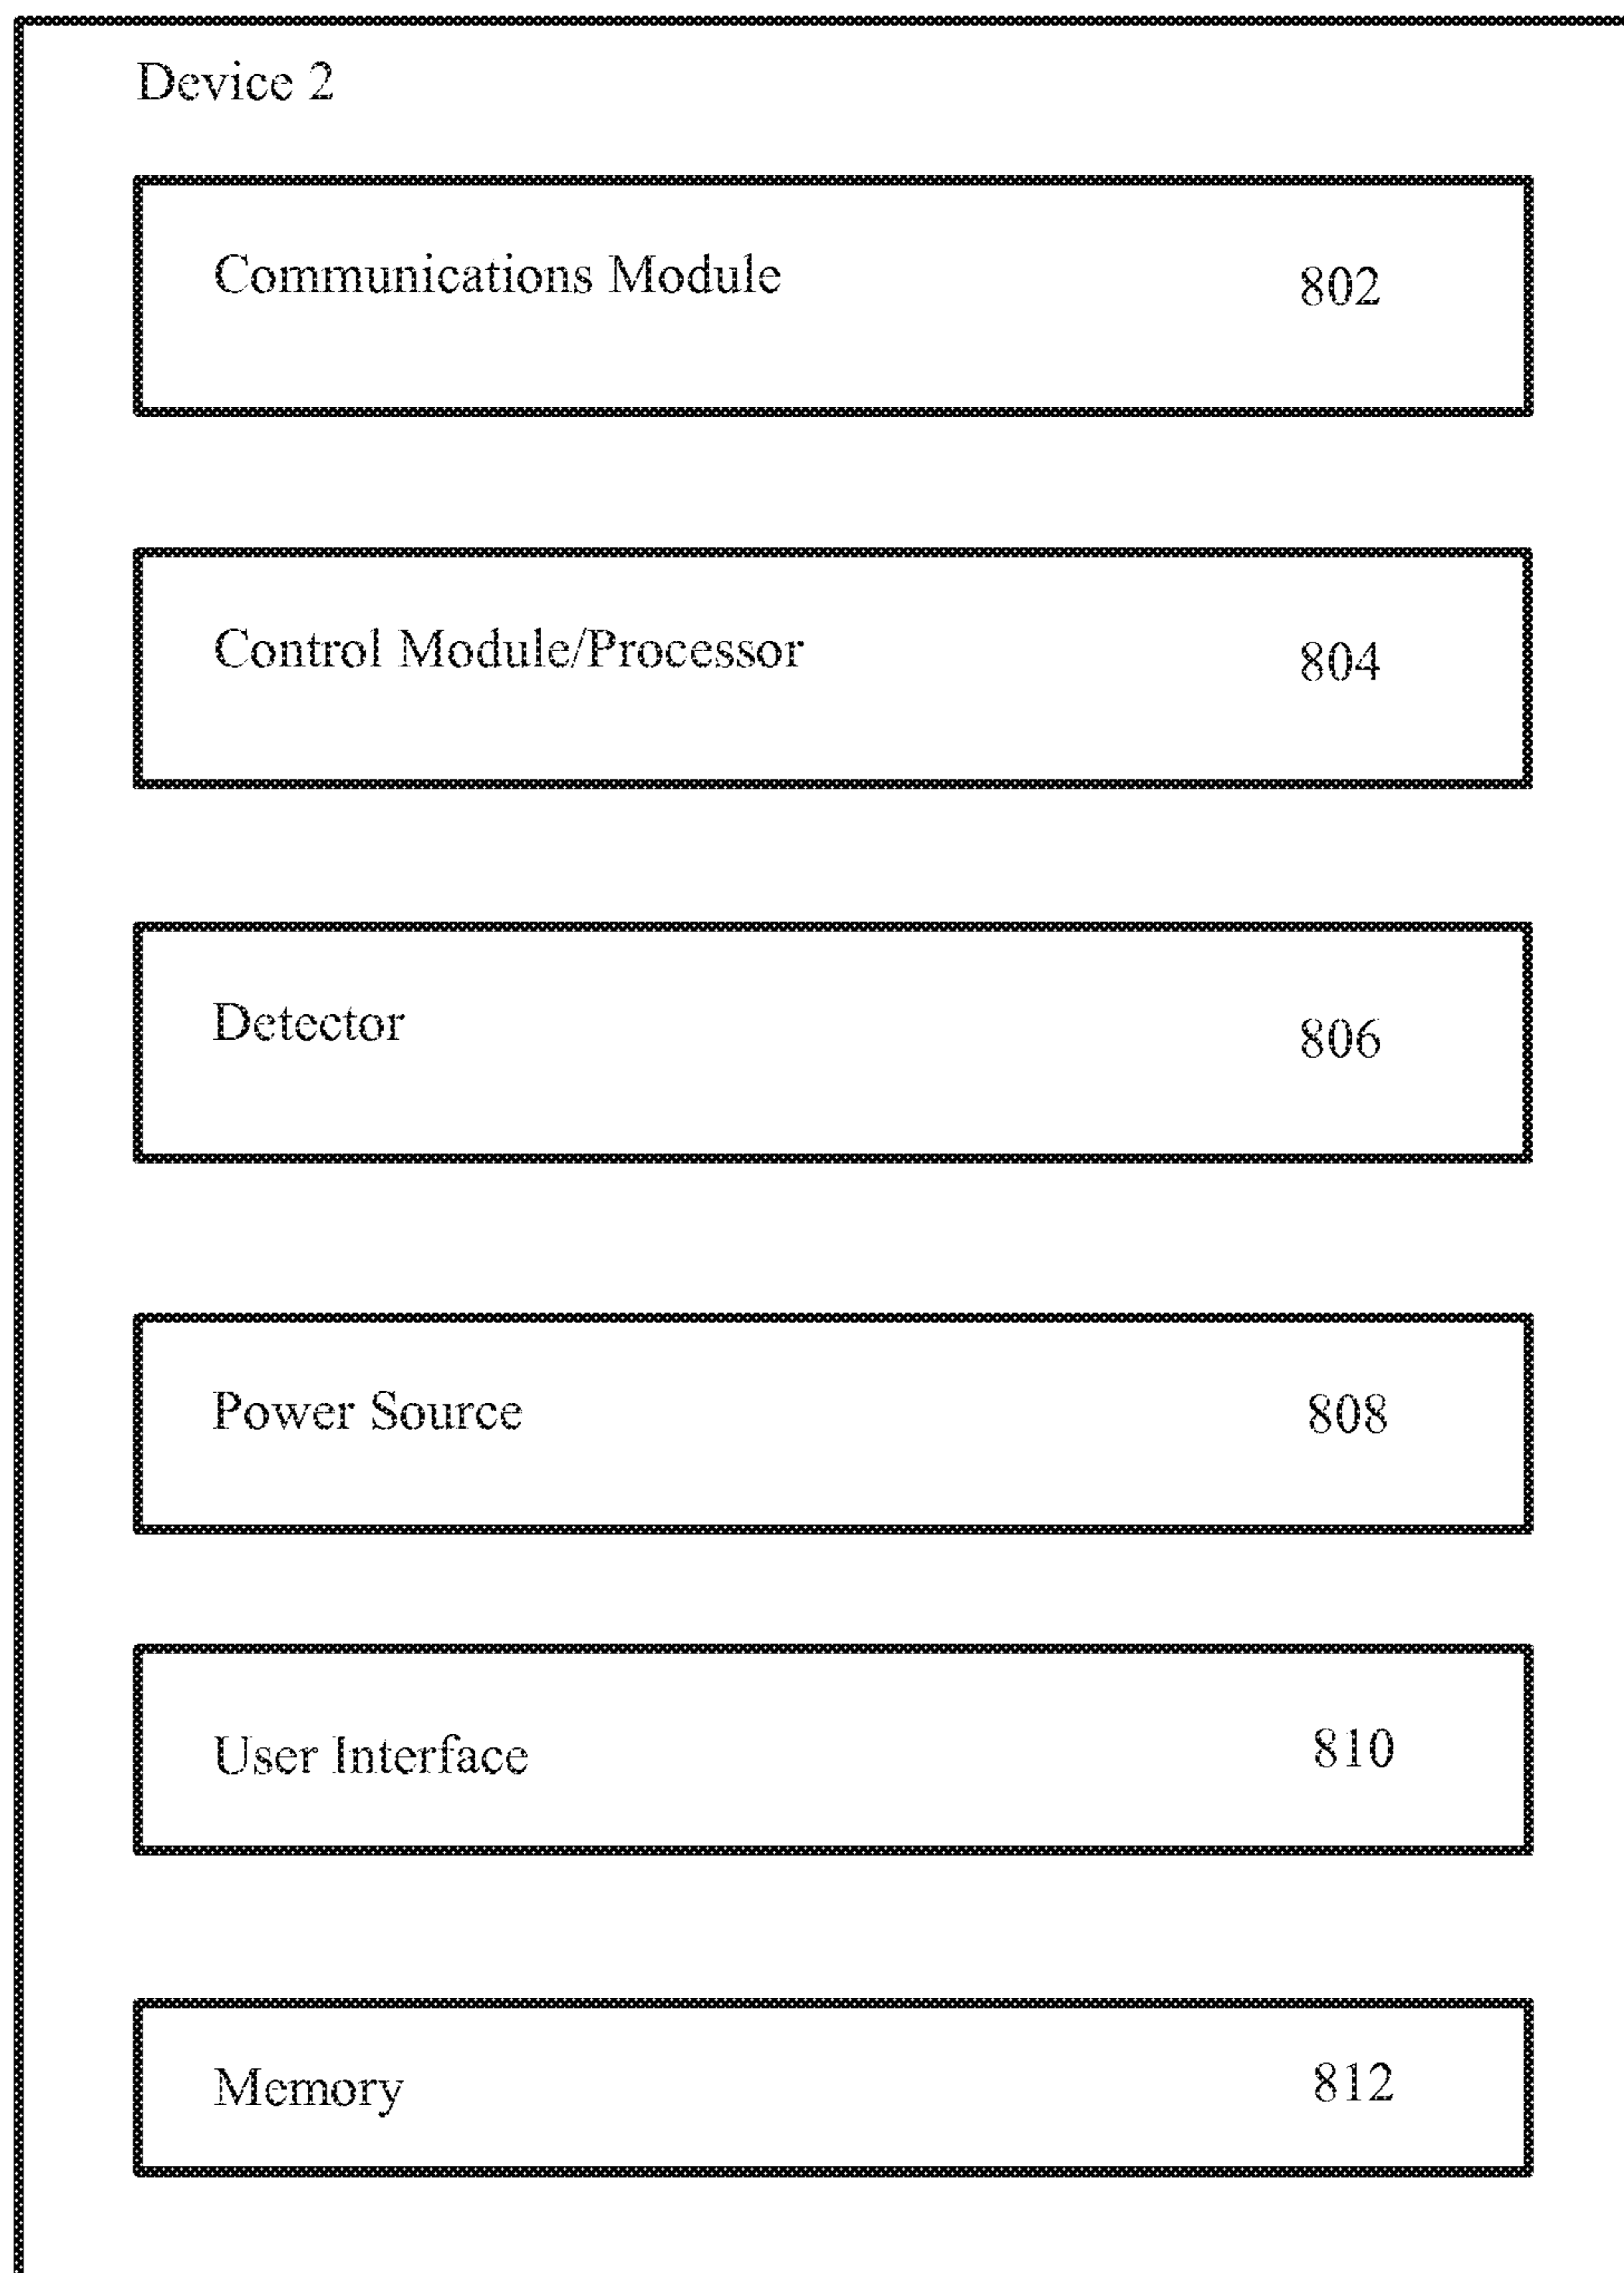 Device 2
Communications Module 802
Control Module/Processor 804
Detector 806
Power Source 808
User Interface 810
Memory 812